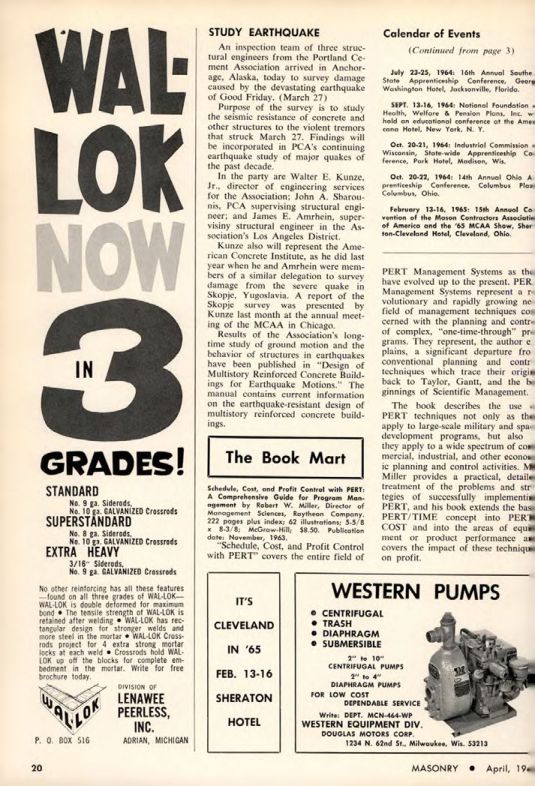 WAL-
LOK
NOW
IN 3
GRADES!
STANDARD
No. 9 ga. Siderods,
No. 10 ga. GALVANIZED Crossrods
SUPERSTANDARD
No. 8 ga. Siderods,
No. 10 ga. GALVANIZED Crossrods
EXTRA HEAVY
3/16" Siderods,
No. 9 ga. GALVANIZED Crossrods
No other reinforcing has all these features
—found on all three grades of WAL-LOK—
WAL-LOK is double deformed for maximum
bond • The tensile strength of WAL-LOK is
retained after welding • WAL-LOK has rec-
tangular design for stronger welds and
more steel in the mortar • WAL-LOK Cross-
rods project for 4 extra strong mortar
locks at each weld • Crossrods hold WAL-
LOK up off the blocks for complete em-
bedment in the mortar. Write for free
brochure today.
WAL-LOK
DIVISION OF
LENAWEE
PEERLESS,
INC.
P. O. BOX 516 ADRIAN, MICHIGAN
STUDY EARTHQUAKE
An inspection team of three struc-
tural engineers from the Portland Ce-
ment Association arrived in Anchor-
age, Alaska, today to survey damage
caused by the devastating earthquake
of Good Friday. (March 27)
Purpose of the survey is to study
the seismic resistance of concrete and
other structures to the violent tremors
that struck March 27. Findings will
be incorporated in PCA's continuing
earthquake study of major quakes of
the past decade.
In the party are Walter E. Kunze,
Jr., director of engineering services
for the Association; John A. Sharou-
nis, PCA supervising structural engi-
neer; and James E. Amrhein, super-
vising structural engineer in the As-
sociation's Los Angeles District.
Kunze also will represent the Amer-
ican Concrete Institute, as he did last
year when he and Amrhein were mem-
bers of a similar delegation to survey
damage from the severe quake in
Skopje, Yugoslavia. A report of the
Skopje survey was presented by
Kunze last month at the annual meet-
ing of the MCAA in Chicago.
Results of the Association's long-
time study of ground motion and the
behavior of structures in earthquakes
have been published in "Design of
Multistory Reinforced Concrete Build-
ings for Earthquake Motions." The
manual contains current information
on the earthquake-resistant design of
multistory reinforced concrete build-
ings.
The Book Mart
Schedule, Cost, and Profit Control with PERT:
A Comprehensive Guide for Program Man-
agement by Robert W. Miller, Director of
Management Sciences, Raytheon Company.
222 pages plus index; 62 illustrations; 5-5/8
x 8-3/8; McGraw-Hill; $8.50. Publication
date: November, 1963.
"Schedule, Cost, and Profit Control
with PERT" covers the entire field of
Calendar of Events
(Continued from page 3)
July 23-25, 1964: 16th Annual Southe
State Apprenticeship Conference, Geor
Washington Hotel, Jacksonville, Florida.
SEPT. 13-16, 1964: National Foundation
Health, Welfare & Pension Plans, Inc. w
hold an educational conference at the Ame
cana Hotel, New York, N. Y.
Oct. 20-21, 1964: Industrial Commission
Wisconsin, State-wide Apprenticeship Co
ference, Park Hotel, Madison, Wis.
Oct. 20-22, 1964: 14th Annual Ohio A
prenticeship Conference, Columbus Plaz
Columbus, Ohio.
February 13-16, 1965: 15th Annual Co
vention of the Mason Contractors Associati
of America and the '65 MCAA Show, Sher
ton-Cleveland Hotel, Cleveland, Ohio.
PERT Management Systems as the
have evolved up to the present. PER
Management Systems represent a r
volutionary and rapidly growing ne
field of management techniques con
cerned with the planning and contr
of complex, "one-time-through" pr
grams. They represent, the author e
plains, a significant departure fro
conventional planning and contr
techniques which trace their origi
back to Taylor, Gantt, and the b
ginnings of Scientific Management.
The book describes the use
PERT techniques not only as the
apply to large-scale military and spa
development programs, but also
they apply to a wide spectrum of com
mercial, industrial, and other econom
ic planning and control activities. M
Miller provides a practical, detaile
treatment of the problems and str
tegies of successfully implementi
PERT, and his book extends the bas
PERT/TIME concept into PERT
COST and into the areas of equi
ment or product performance a
covers the impact of these technique
on profit.
IT'S
CLEVELAND
IN '65
FEB. 13-16
SHERATON
HOTEL
WESTERN PUMPS
• CENTRIFUGAL
• TRASH
• DIAPHRAGM
• SUBMERSIBLE
2" to 10"
CENTRIFUGAL PUMPS
2" to 4"
DIAPHRAGM PUMPS
FOR LOW COST
DEPENDABLE SERVICE
Write: DEPT. MCN-464-WP
WESTERN EQUIPMENT DIV.
DOUGLAS MOTORS CORP.
1234 N. 62nd St., Milwaukee, Wis. 53213
20
MASONRY • April, 19